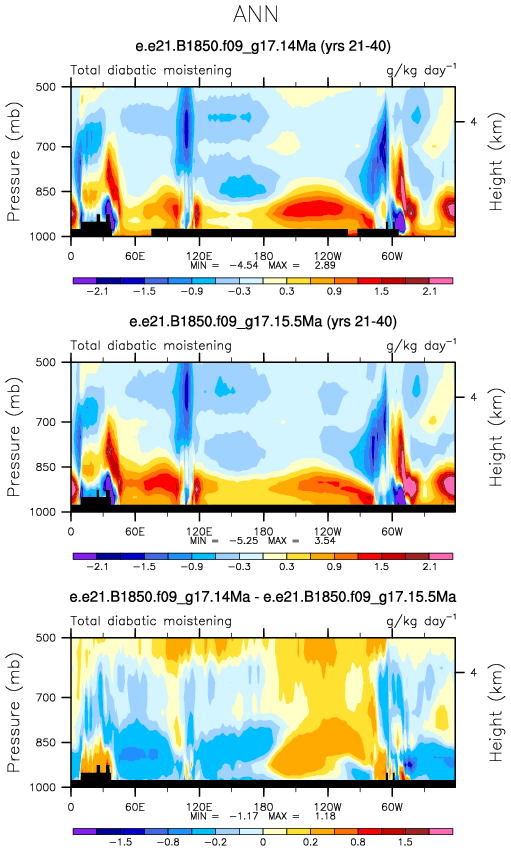 ANN
e.e21.B1850.f09_g17.14Ma (yrs 21-40)
Total diabatic moistening g/kg day⁻¹
Pressure (mb)
Height (km)
500
700
850
1000
4
0 60E 120E 180 120W 60W
MIN = -4.54 MAX = 2.89
-2.1 -1.5 -0.9 -0.3 0.3 0.9 1.5 2.1
e.e21.B1850.f09_g17.15.5Ma (yrs 21-40)
Total diabatic moistening g/kg day⁻¹
Pressure (mb)
Height (km)
500
700
850
1000
4
0 60E 120E 180 120W 60W
MIN = -5.25 MAX = 3.54
-2.1 -1.5 -0.9 -0.3 0.3 0.9 1.5 2.1
e.e21.B1850.f09_g17.14Ma - e.e21.B1850.f09_g17.15.5Ma
Total diabatic moistening g/kg day⁻¹
Pressure (mb)
Height (km)
500
700
850
1000
4
0 60E 120E 180 120W 60W
MIN = -1.17 MAX = 1.18
-1.5 -0.8 -0.2 0 0.2 0.8 1.5